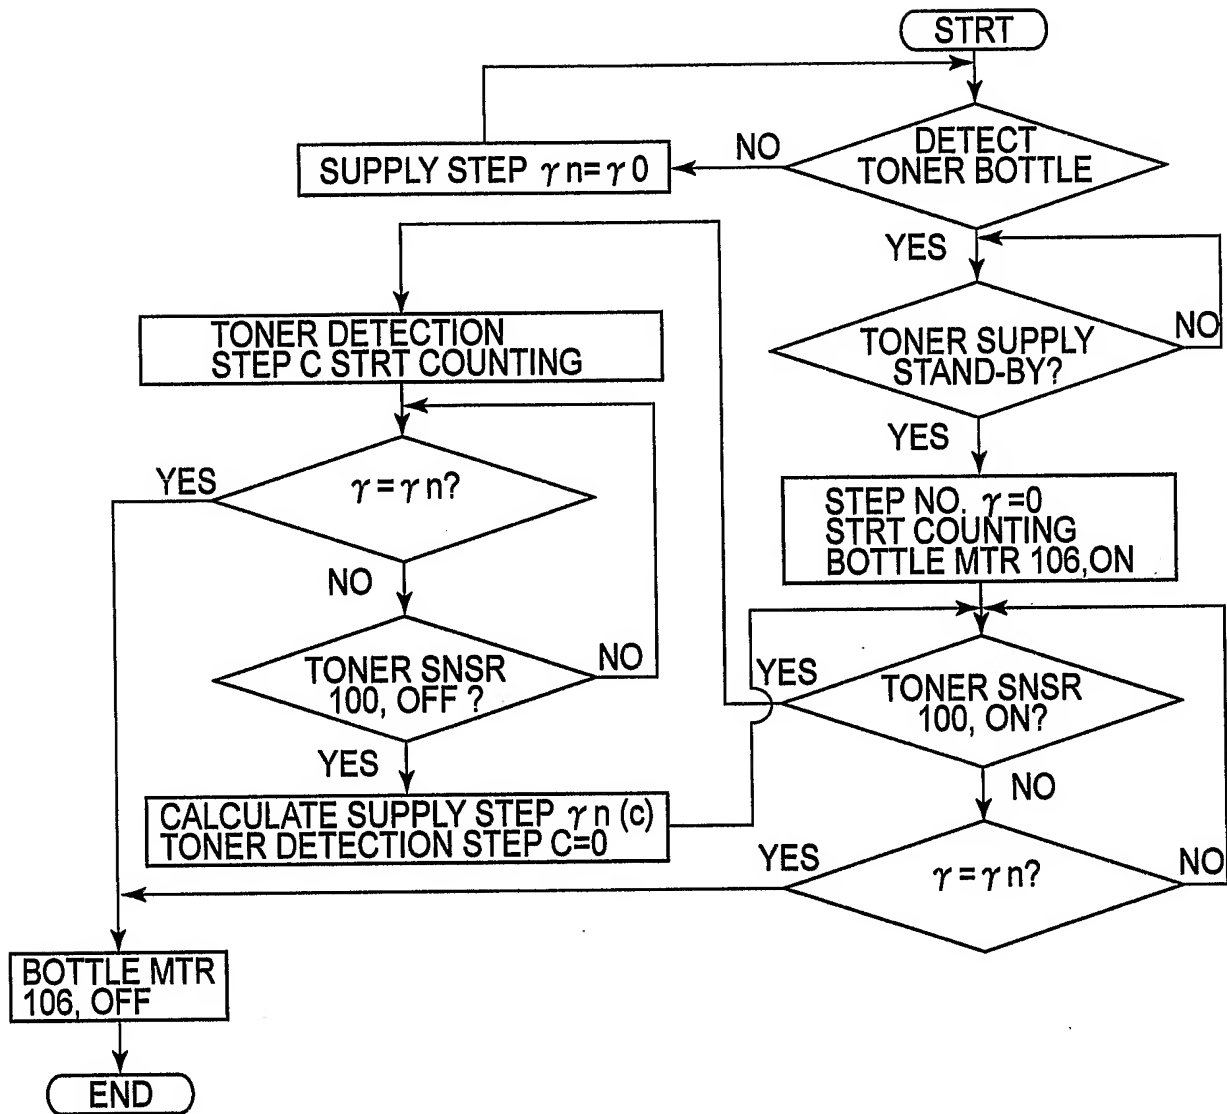 STRT
DETECT
TONER BOTTLE
NO
SUPPLY STEP γn=γ0
YES
TONER SUPPLY
STAND-BY?
NO
YES
STEP NO. γ=0
STRT COUNTING
BOTTLE MTR 106,ON
TONER SNSR
100, ON?
YES
NO
γ=γn?
YES
NO
TONER DETECTION
STEP C STRT COUNTING
γ=γn?
YES
NO
TONER SNSR
100, OFF ?
NO
YES
CALCULATE SUPPLY STEP γn (c)
TONER DETECTION STEP C=0
BOTTLE MTR
106, OFF
END